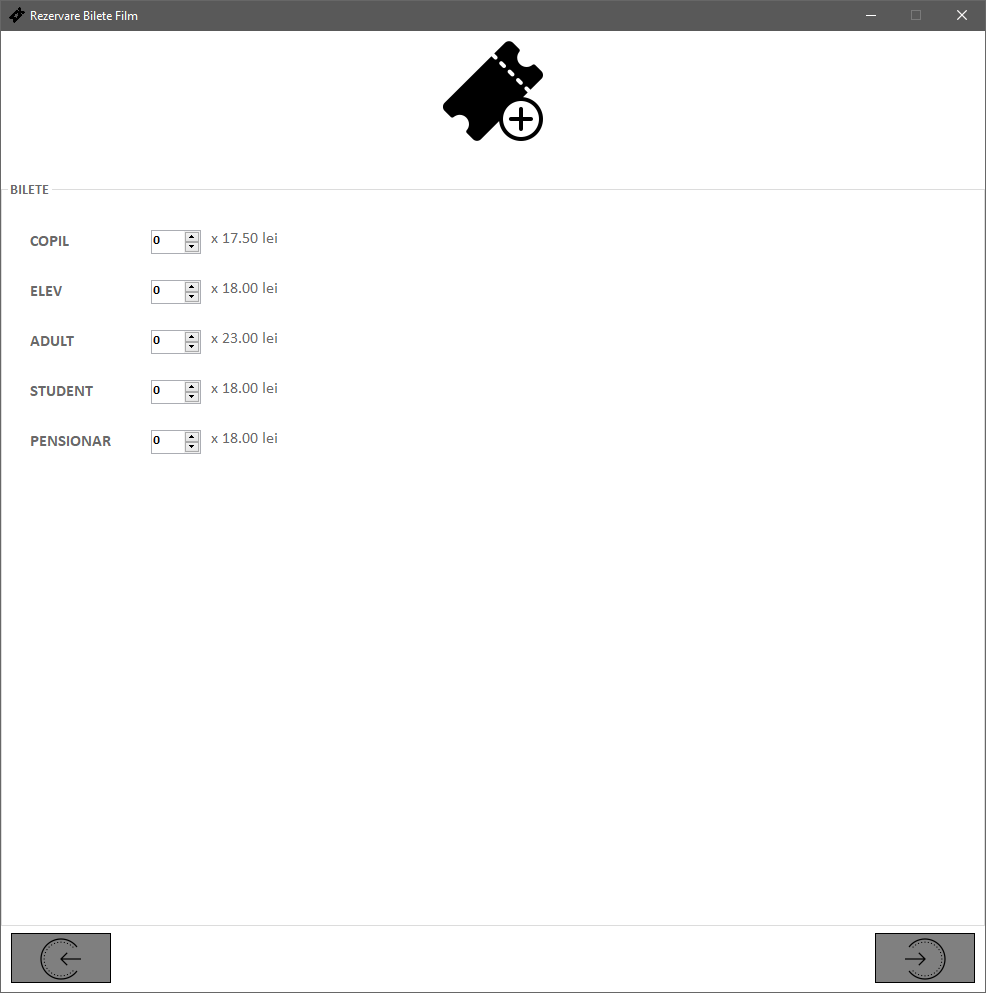 Rezervare Bilete Film
BILETE
COPIL 0 x 17.50 lei
ELEV 0 x 18.00 lei
ADULT 0 x 23.00 lei
STUDENT 0 x 18.00 lei
PENSIONAR 0 x 18.00 lei